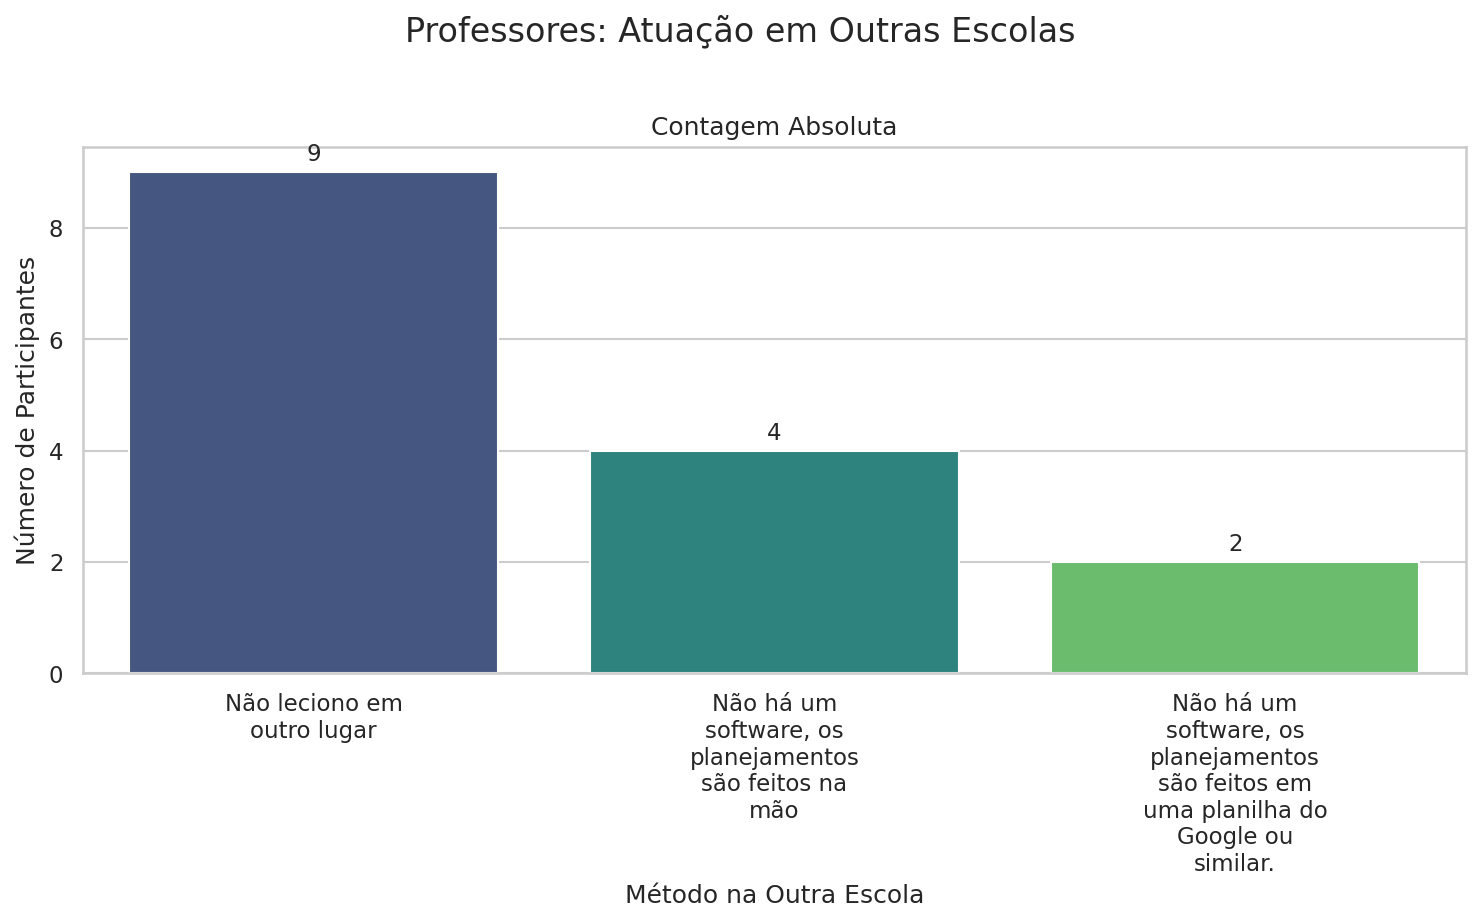 Professores: Atuação em Outras Escolas
Contagem Absoluta
9
8
6
4
2
0
4
2
Número de Participantes
Não leciono em
outro lugar
Não há um
software, os
planejamentos
são feitos na
mão
Não há um
software, os
planejamentos
são feitos em
uma planilha do
Google ou
similar.
Método na Outra Escola